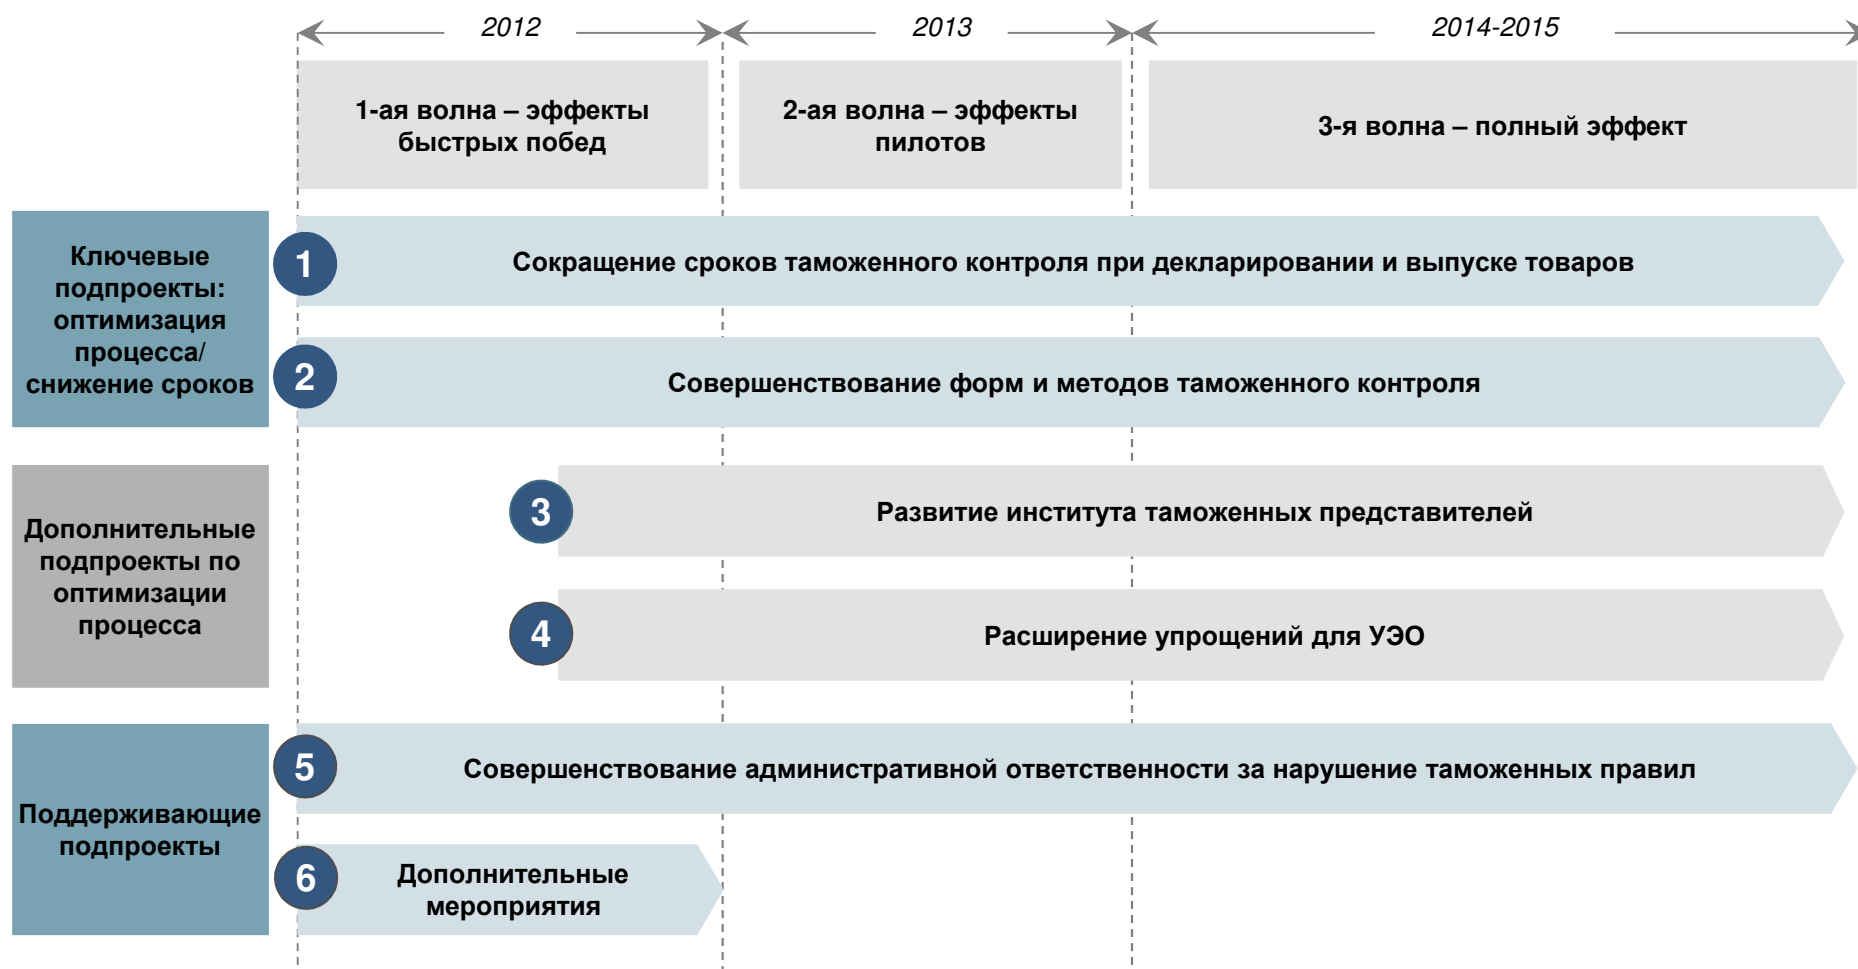 2012
2013
2014-2015
1-ая волна – эффекты
быстрых побед
2-ая волна – эффекты
пилотов
3-я волна – полный эффект
Ключевые
подпроекты:
оптимизация
процесса/
снижение сроков
1
Сокращение сроков таможенного контроля при декларировании и выпуске товаров
2
Совершенствование форм и методов таможенного контроля
Дополнительные
подпроекты по
оптимизации
процесса
3
Развитие института таможенных представителей
4
Расширение упрощений для УЭО
Поддерживающие
подпроекты
5
Совершенствование административной ответственности за нарушение таможенных правил
6
Дополнительные
мероприятия